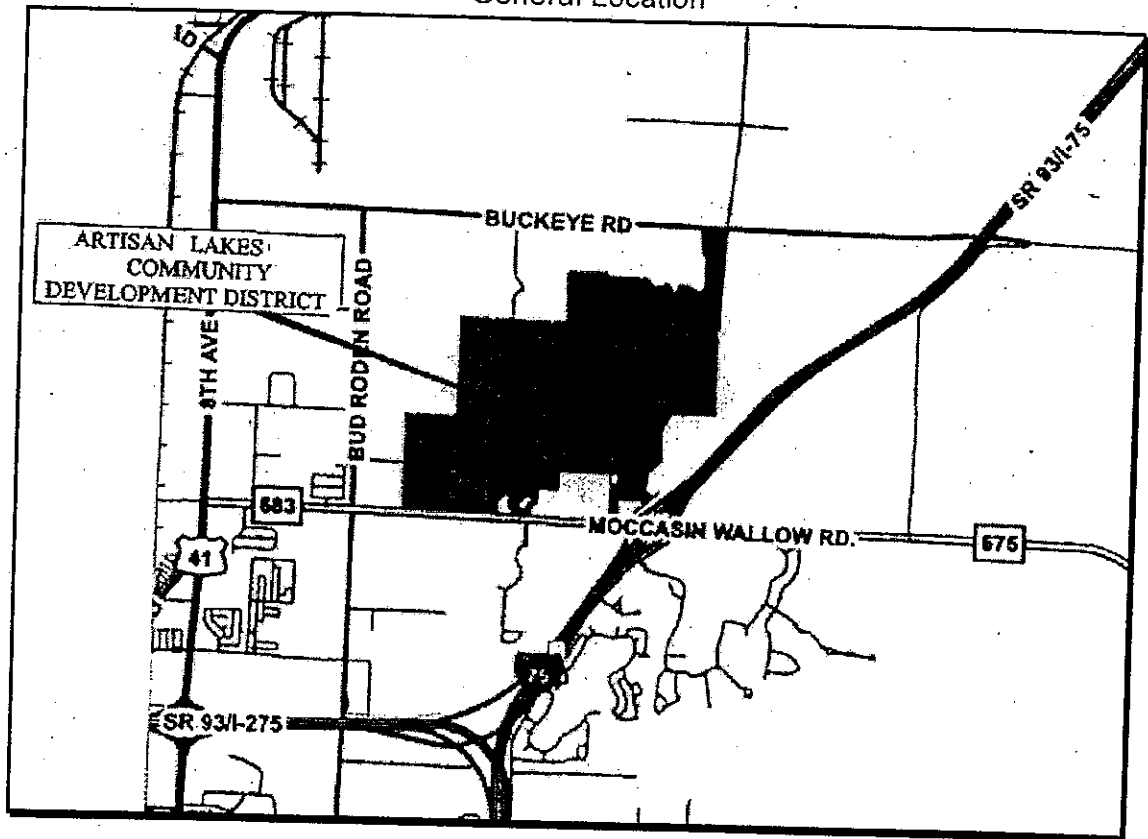 General Location
SR 93/I-75
BUCKEYE RD
ARTISAN LAKES
COMMUNITY
DEVELOPMENT DISTRICT
8TH AVE
BUD RODEN ROAD
683
MOCCASIN WALLOW RD.
675
41
75
SR 93/I-275